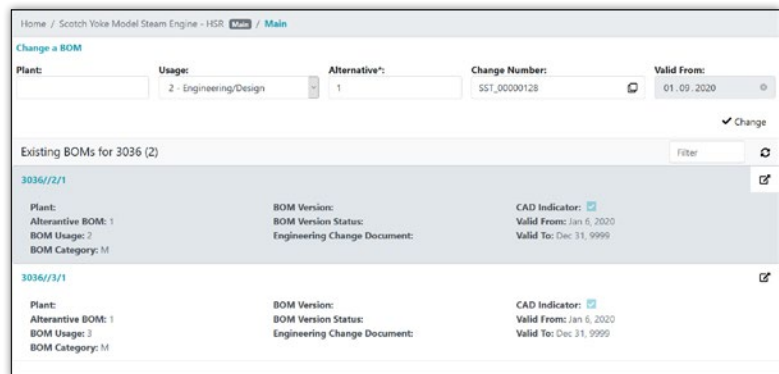 Home / Scotch Yoke Model Steam Engine - HSR Main / Main
Change a BOM
Plant: Usage: Alternative*: Change Number: Valid From:
2 - Engineering/Design 1 SST_00000128 01.09.2020
Change
Existing BOMs for 3036 (2) Filter
3036//2/1
Plant: BOM Version: CAD Indicator:
Alterantive BOM: 1 BOM Version Status: Valid From: Jan 6, 2020
BOM Usage: 2 Engineering Change Document: Valid To: Dec 31, 9999
BOM Category: M
3036//3/1
Plant: BOM Version: CAD Indicator:
Alterantive BOM: 1 BOM Version Status: Valid From: Jan 6, 2020
BOM Usage: 3 Engineering Change Document: Valid To: Dec 31, 9999
BOM Category: M